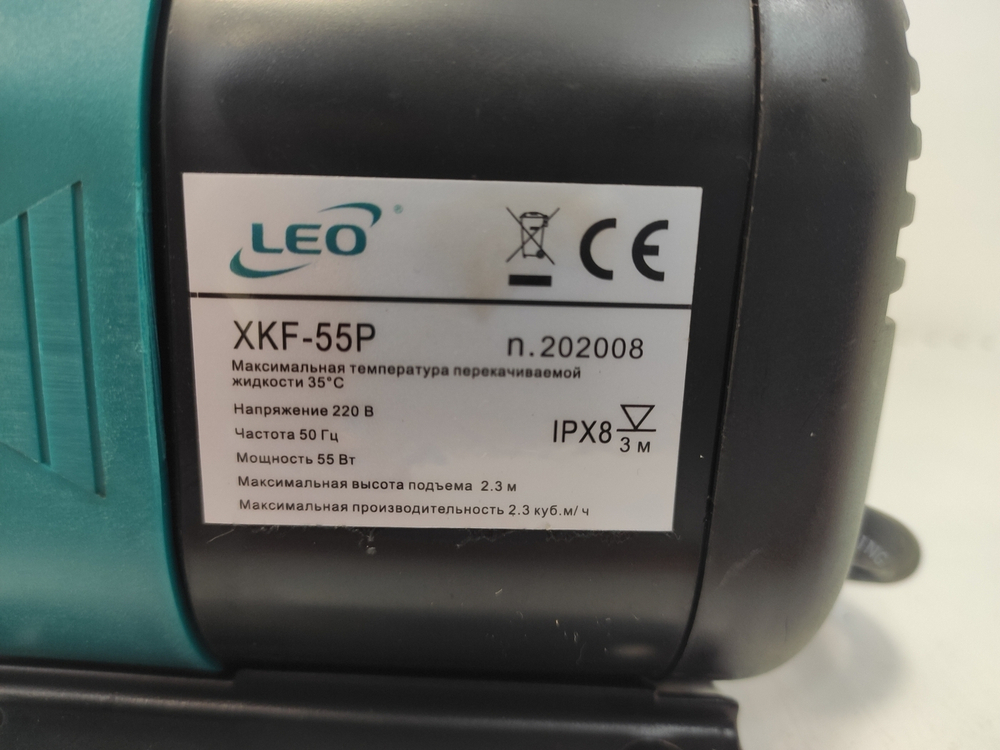 LEO ®
CE
XKF-55P
n.202008
Максимальная температура перекачиваемой
жидкости 35°C
Напряжение 220 В
Частота 50 Гц
IPX8 3 м
Мощность 55 Вт
Максимальная высота подъема 2.3 м
Максимальная производительность 2.3 куб.м/ч